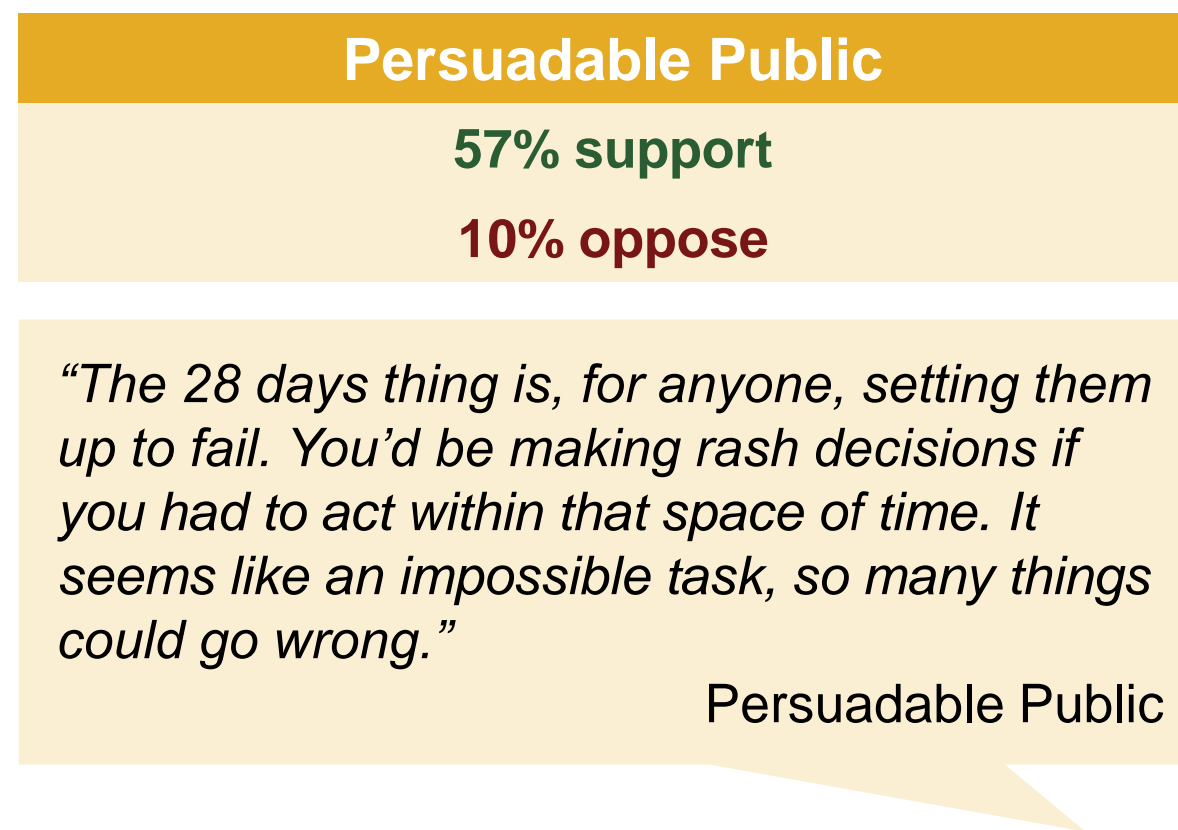 Persuadable Public
57% support
10% oppose
“The 28 days thing is, for anyone, setting them
up to fail. You’d be making rash decisions if
you had to act within that space of time. It
seems like an impossible task, so many things
could go wrong.”
Persuadable Public